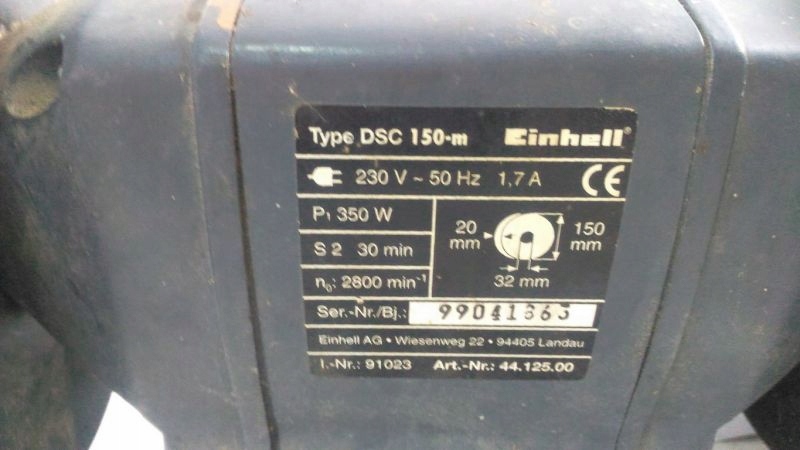 Type DSC 150-m Einhell®
230 V ~ 50 Hz 1,7 A CE
P1 350 W
S 2 30 min
n0: 2800 min⁻¹
20 mm
150 mm
32 mm
Ser.-Nr./Bj.:
Einhell AG • Wiesenweg 22 • 94405 Landau
I.-Nr.: 91023 Art.-Nr.: 44.125.00